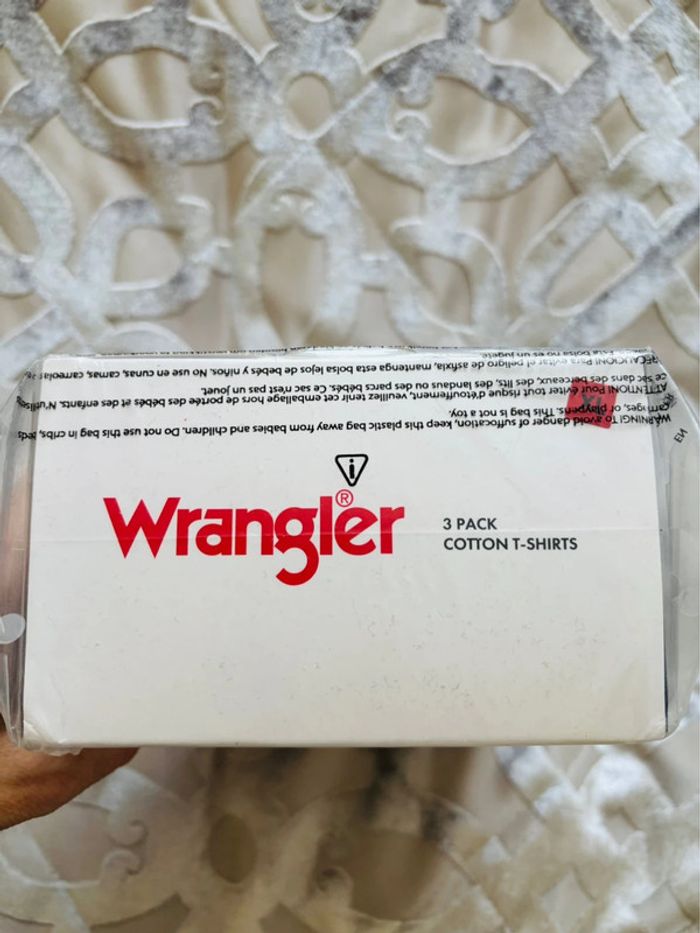 Wrangler®
3 PACK
COTTON T-SHIRTS
WARNING! To avoid danger of suffocation, keep this plastic bag away from babies and children. Do not use this bag in cribs, beds
carriages, or playpens. This bag is not a toy.
ATTENTION! Pour éviter tout risque d'étouffement, veuillez tenir cet emballage hors de portée des bébés et des enfants. N'utilisez
ce sac dans des berceaux, des lits, des landaus ou des parcs bébés. Ce sac n'est pas un jouet.
¡PRECAUCION! Para evitar el peligro de asfixia, mantenga esta bolsa lejos de bebés y niños. No use en cunas, camas, carreolas
Esta bolsa no es un juguete.
EN